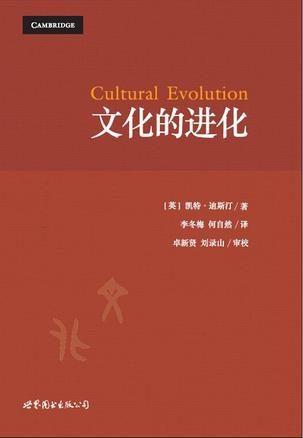 CAMBRIDGE
Cultural Evolution
文化的进化
[英] 凯特·迪斯汀/著
李冬梅 何自然/译
卓新贤 刘录山/审校
世界图书出版公司